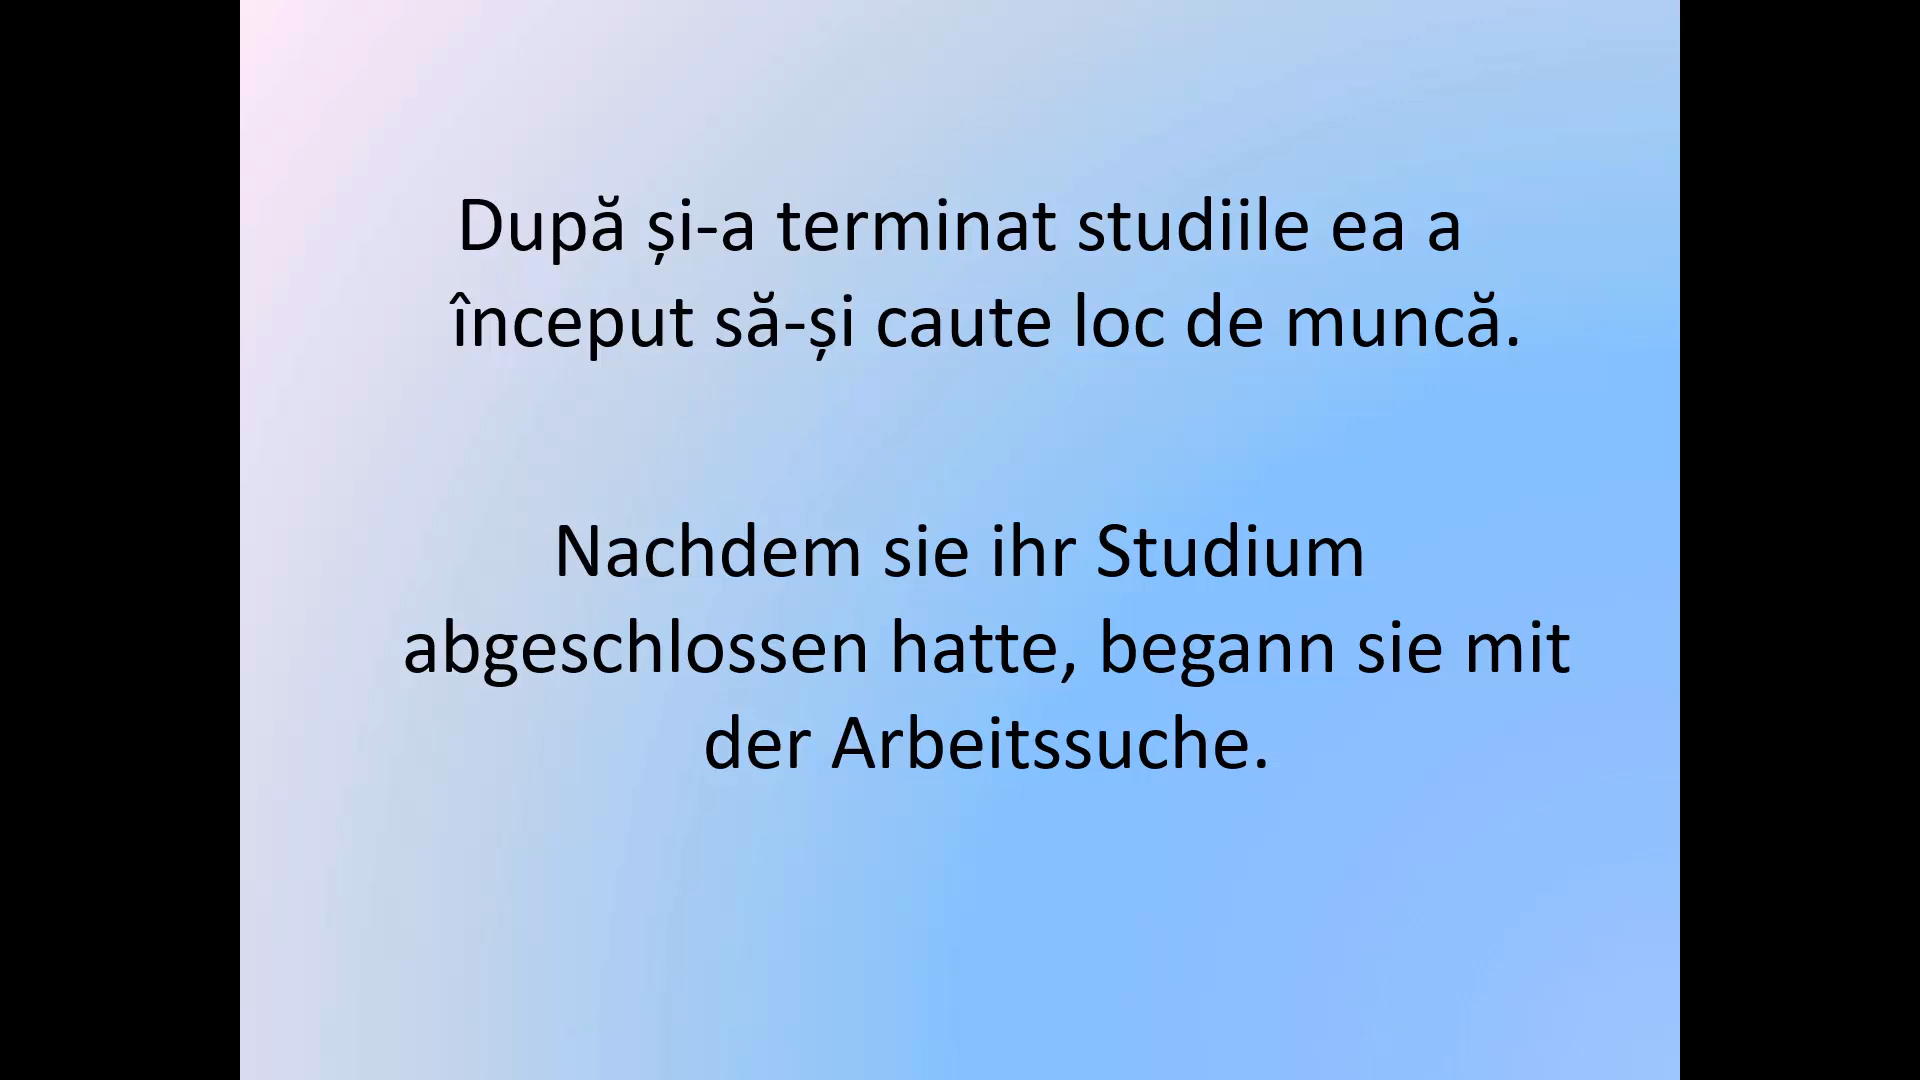 După și-a terminat studiile ea a
început să-și caute loc de muncă.
Nachdem sie ihr Studium
abgeschlossen hatte, begann sie mit
der Arbeitssuche.